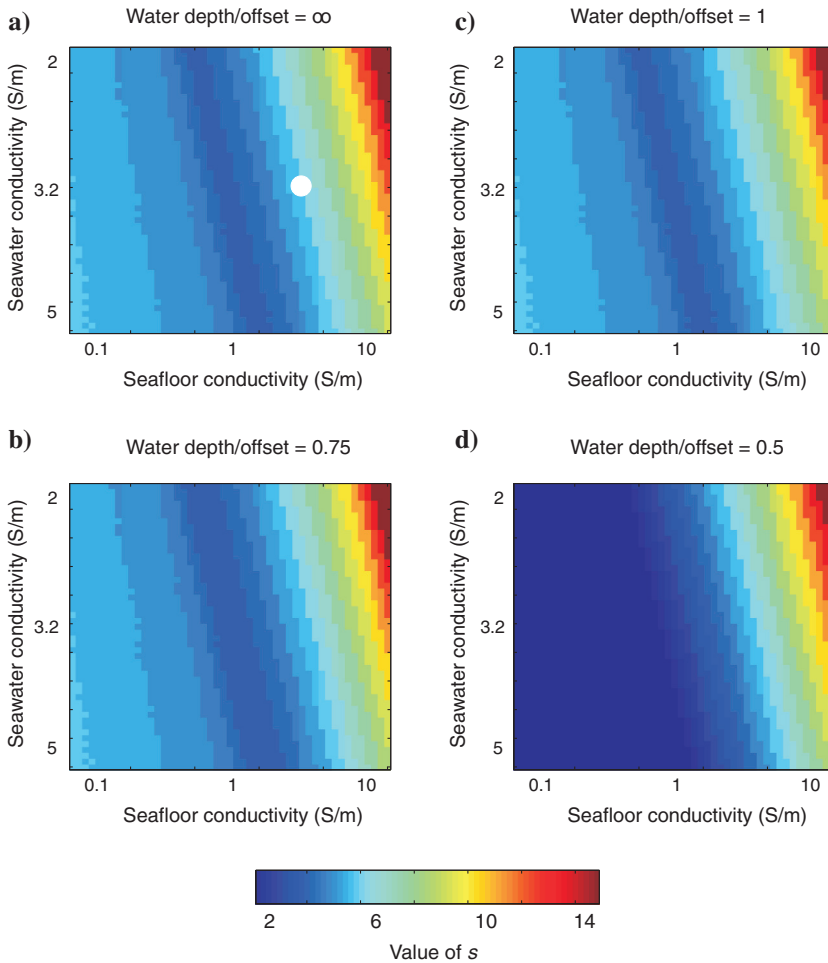 a)
Water depth/offset = ∞
2
3.2
5
Seawater conductivity (S/m)
0.1 1 10
Seafloor conductivity (S/m)
c)
Water depth/offset = 1
2
3.2
5
Seawater conductivity (S/m)
0.1 1 10
Seafloor conductivity (S/m)
b)
Water depth/offset = 0.75
2
3.2
5
Seawater conductivity (S/m)
0.1 1 10
Seafloor conductivity (S/m)
d)
Water depth/offset = 0.5
2
3.2
5
Seawater conductivity (S/m)
0.1 1 10
Seafloor conductivity (S/m)
2 6 10 14
Value of s